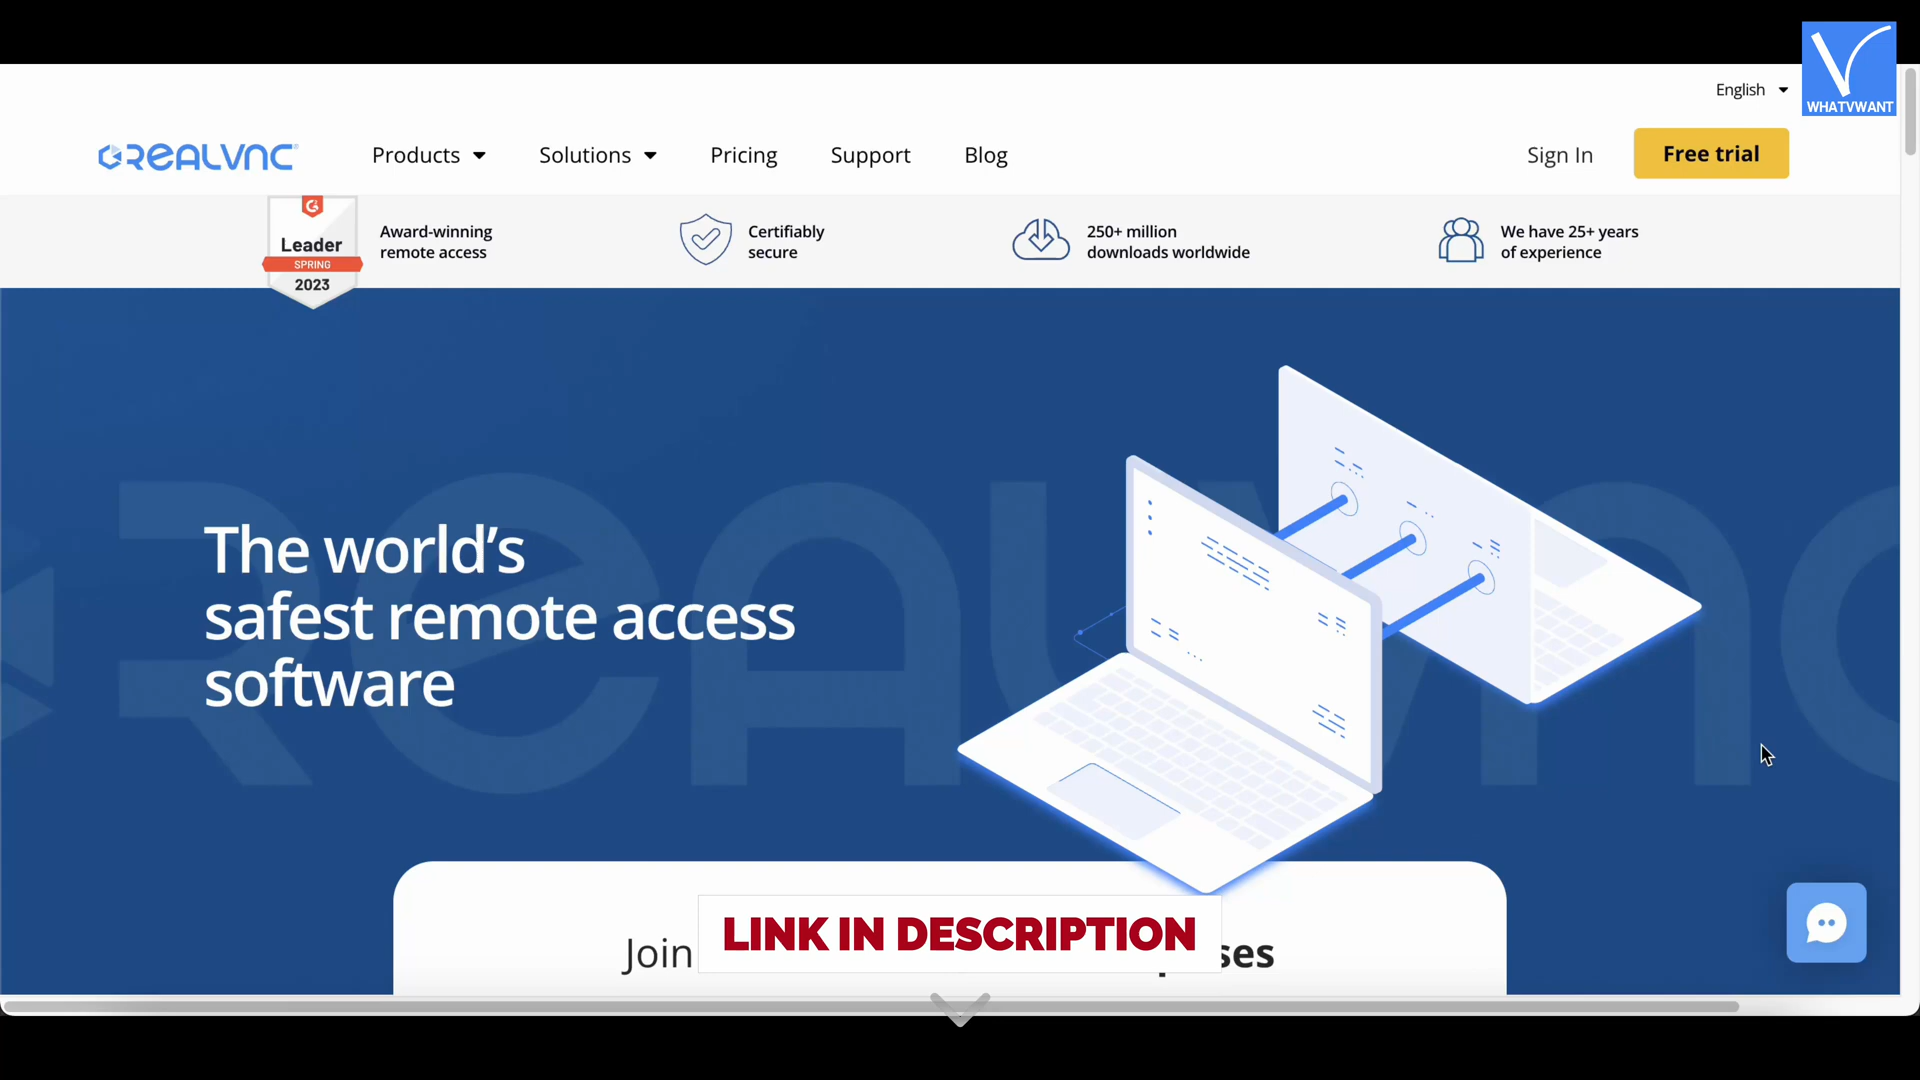 WHATVWANT
English
REALVNC
Products
Solutions
Pricing
Support
Blog
Sign In
Free trial
Leader
SPRING
2023
Award-winning
remote access
Certifiably
secure
250+ million
downloads worldwide
We have 25+ years
of experience
REALVNC
The world's
safest remote access
software
Join
LINK IN DESCRIPTION